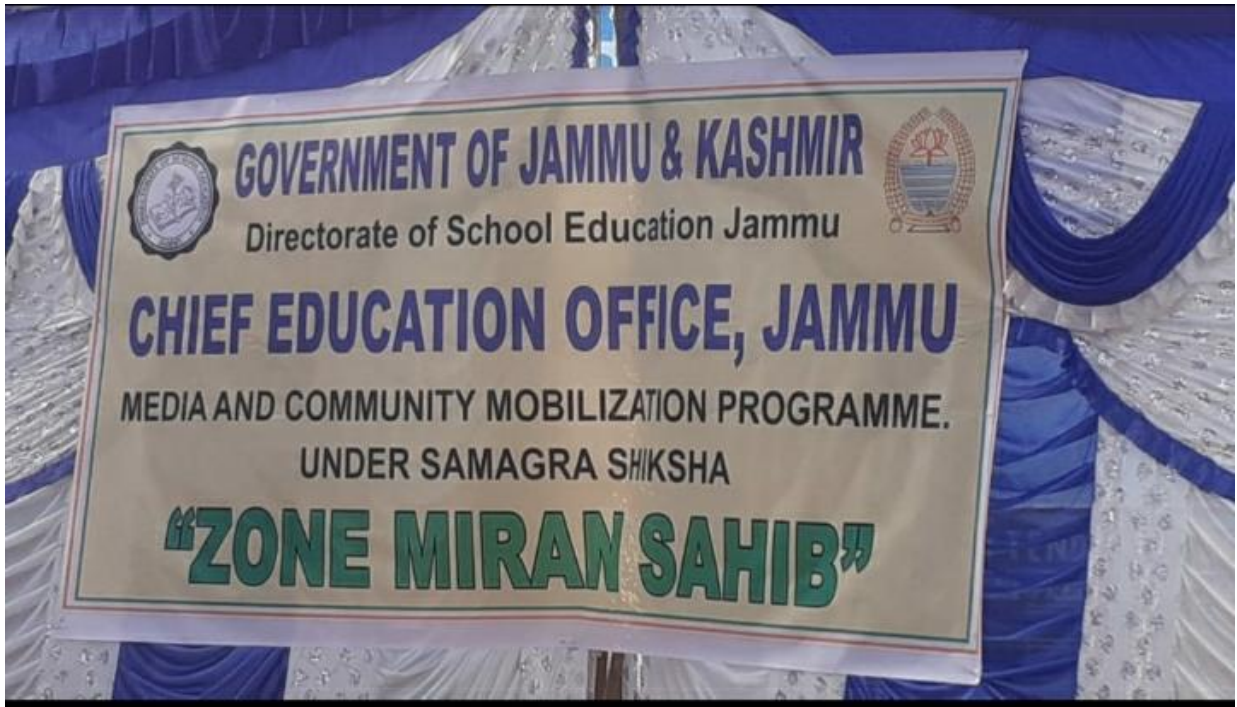 GOVERNMENT OF JAMMU & KASHMIR
Directorate of School Education Jammu
CHIEF EDUCATION OFFICE, JAMMU
MEDIA AND COMMUNITY MOBILIZATION PROGRAMME.
UNDER SAMAGRA SHIKSHA
“ZONE MIRAN SAHIB”